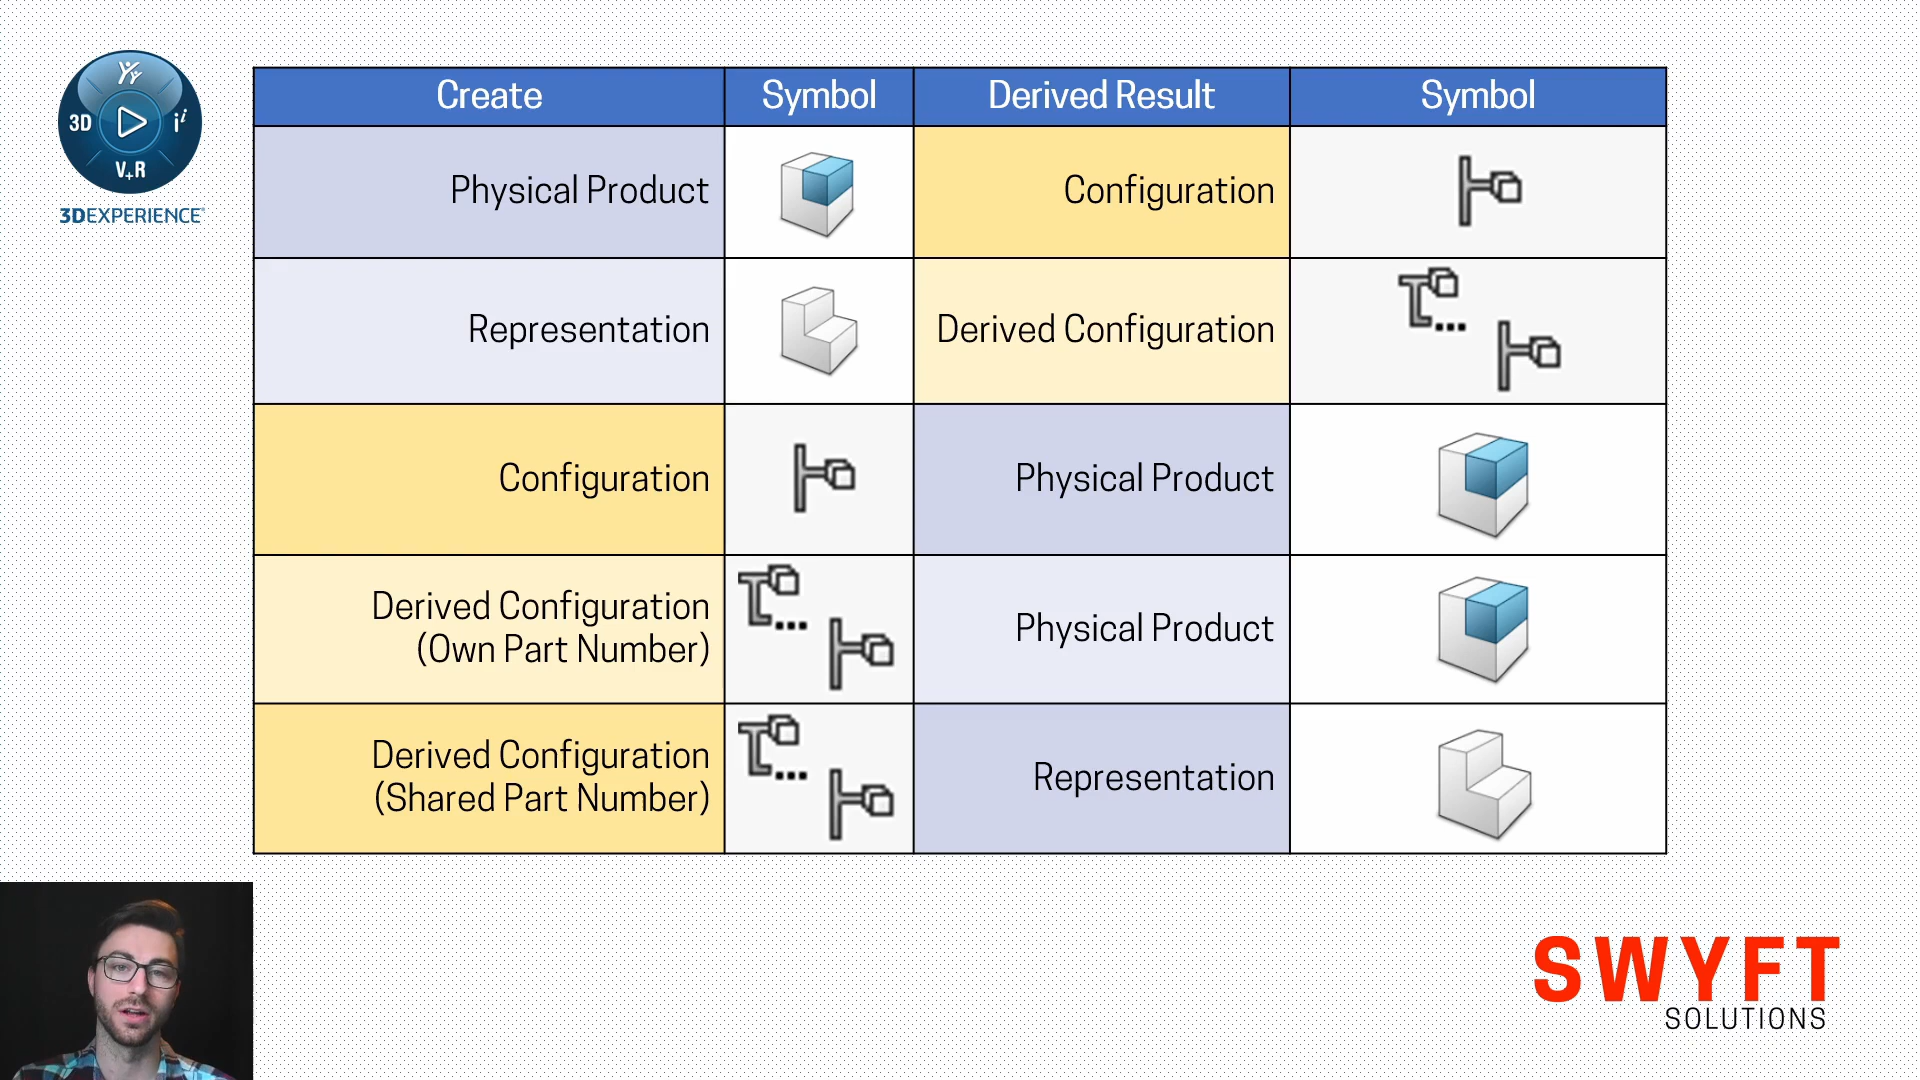 3D
V+R
3DEXPERIENCE
Create Symbol Derived Result Symbol
Physical Product Configuration
Representation Derived Configuration
Configuration Physical Product
Derived Configuration
(Own Part Number)
Physical Product
Derived Configuration
(Shared Part Number)
Representation
SWYFT
SOLUTIONS